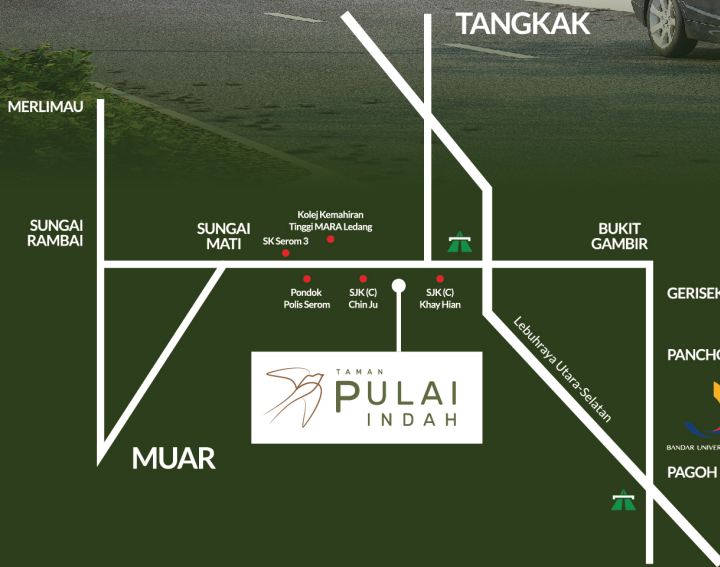 TANGKAK
MERLIMAU
SUNGAI
RAMBAI
SUNGAI
MATI
Kolej Kemahiran
Tinggi MARA Ledang
SK Serom 3
BUKIT
GAMBIR
Pondok
Polis Serom
SJK (C)
Chin Ju
SJK (C)
Khay Hian
GERISEK
Lebuhraya Utara-Selatan
TAMAN
PULAI
INDAH
MUAR
BANDAR
PAGOH